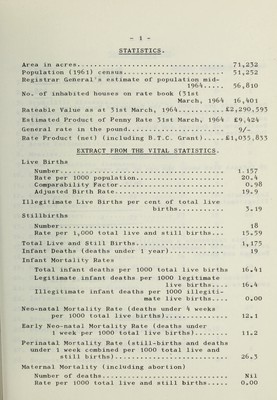 - 1 -
STATISTICS.
Area in acres........................ 71,232
Population (1961) census............. 51,252
Registrar General's estimate of population mid-
1964..... 56,810
No. of inhabited houses on rate book (31st
March, 1964 16,401
Rateable Value as at 31st March, 1964.......... £2,290,593
Estimated Product of Penny Rate 31st March, 1964 £9,424
General rate in the pound................... 9/-
Rate Product (nett) (including B.T.C. Grant).... £1,035,833
EXTRACT FROM THE VITAL STATISTICS.
Live Births
Number............................. 1.157
Rate per 1000 population............... 20.4
Comparability Factor................... 0.98
Adjusted Birth Rate.................... 19.9
Illegitimate Live Births per cent of total live
births.......... 5.19
Stillbirths
Number............................. 18
Rate per 1,000 total live and still births..... 15.59
Total Live and Still Births.................. 1,175
Infant Deaths (deaths under 1 year)........... 19
Infant Mortality Rates
Total infant deaths per 1000 total live births 16.41
Legitimate infant deaths per 1000 legitimate
live births.... 16.4
Illegitimate infant deaths per 1000 illegiti-
mate live births.... 0.00
Neo-natal Mortality Rate (deaths under 4 weeks
per 1000 total live births)............. 12.1
Early Neo-natal Mortality Rate (deaths under
1 week per 1000 total live births)........ 11.2
Perinatal Mortality Rate (still-births and deaths
under 1 week combined per 1000 total live and
still births)....................... 26.3
Maternal Mortality (including abortion)
Number of deaths...................... Nil
Rate per 1000 total live and still births..... 0.00